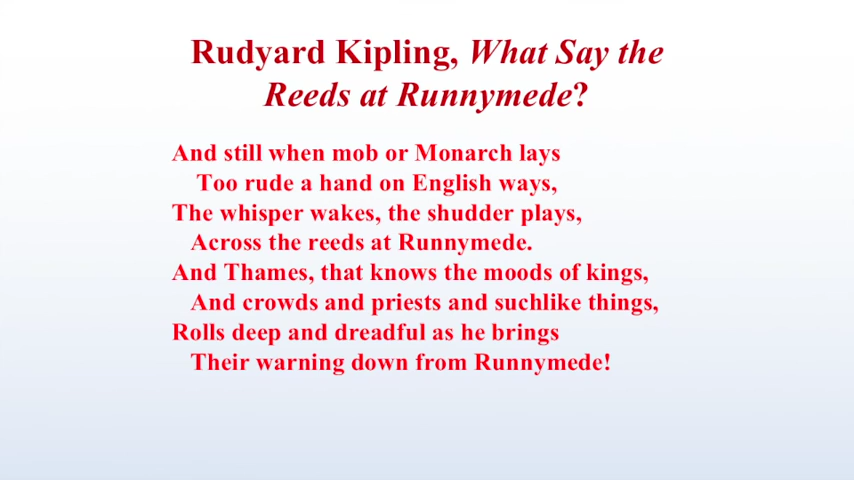 Rudyard Kipling, What Say the
Reeds at Runnymede?
And still when mob or Monarch lays
Too rude a hand on English ways,
The whisper wakes, the shudder plays,
Across the reeds at Runnymede.
And Thames, that knows the moods of kings,
And crowds and priests and suchlike things,
Rolls deep and dreadful as he brings
Their warning down from Runnymede!